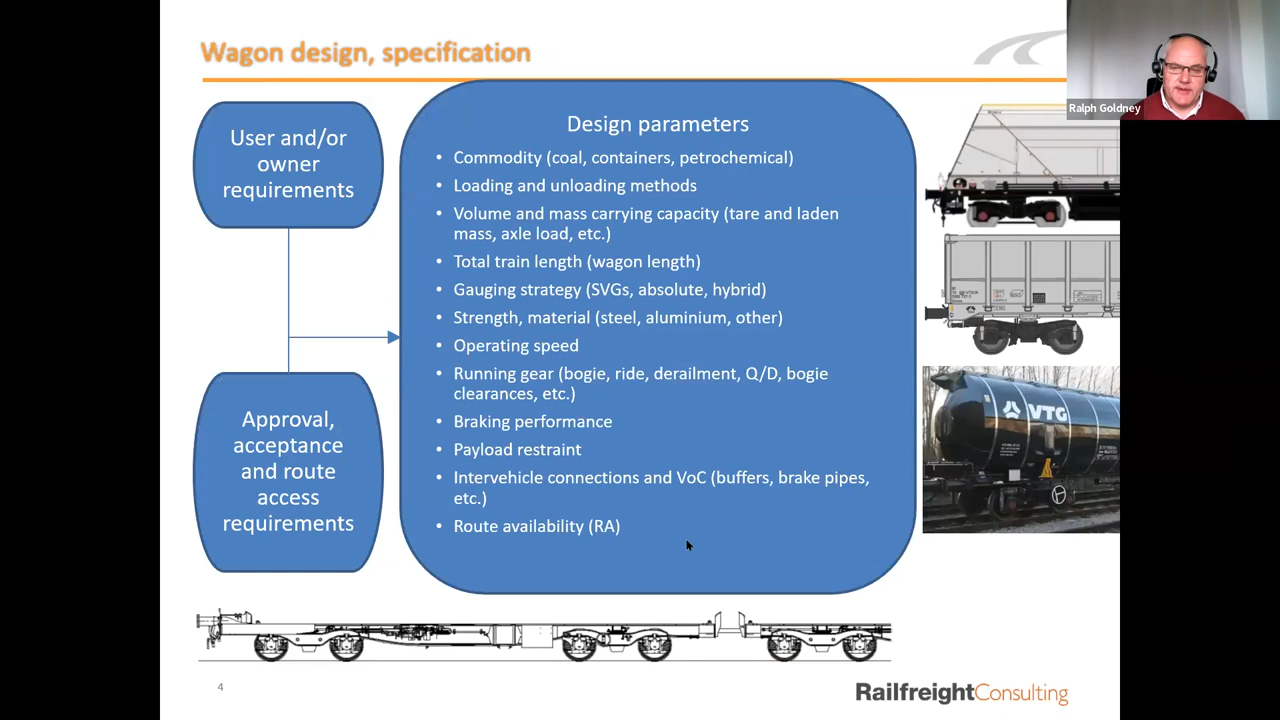 Wagon design, specification
Ralph Goldney
User and/or
owner
requirements
Approval,
acceptance
and route
access
requirements
Design parameters
• Commodity (coal, containers, petrochemical)
• Loading and unloading methods
• Volume and mass carrying capacity (tare and laden
mass, axle load, etc.)
• Total train length (wagon length)
• Gauging strategy (SVGs, absolute, hybrid)
• Strength, material (steel, aluminium, other)
• Operating speed
• Running gear (bogie, ride, derailment, Q/D, bogie
clearances, etc.)
• Braking performance
• Payload restraint
• Intervehicle connections and VoC (buffers, brake pipes,
etc.)
• Route availability (RA)
VTG
4
RailfreightConsulting